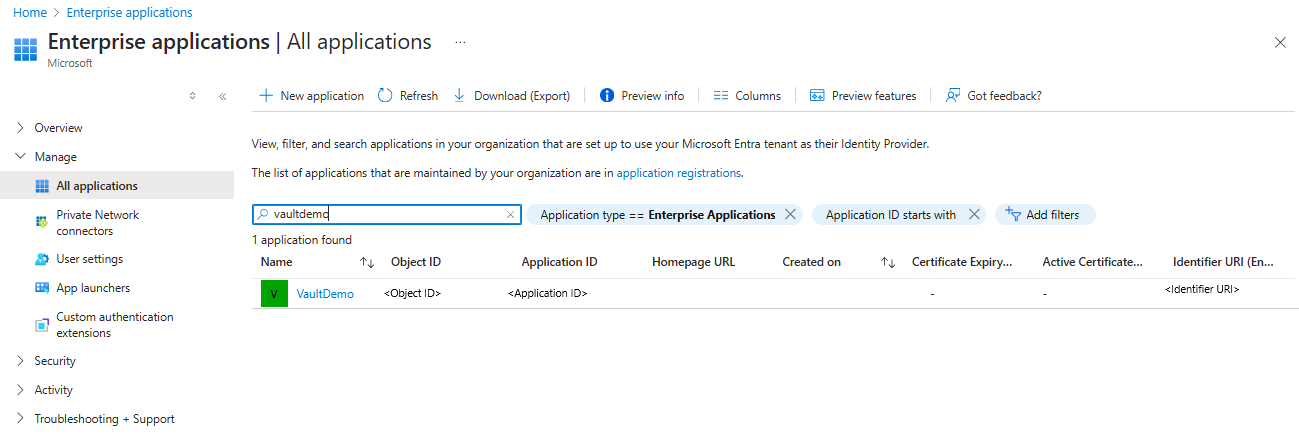 Home > Enterprise applications
Enterprise applications | All applications ...
Microsoft
New application Refresh Download (Export) Preview info Columns Preview features Got feedback?
Overview
Manage
All applications
Private Network
connectors
User settings
App launchers
Custom authentication
extensions
Security
Activity
Troubleshooting + Support
View, filter, and search applications in your organization that are set up to use your Microsoft Entra tenant as their Identity Provider.
The list of applications that are maintained by your organization are in application registrations.
vaultdemo Application type == Enterprise Applications Application ID starts with Add filters
1 application found
Name Object ID Application ID Homepage URL Created on Certificate Expiry... Active Certificate... Identifier URI (En...
V VaultDemo <Object ID> <Application ID> - - <Identifier URI>